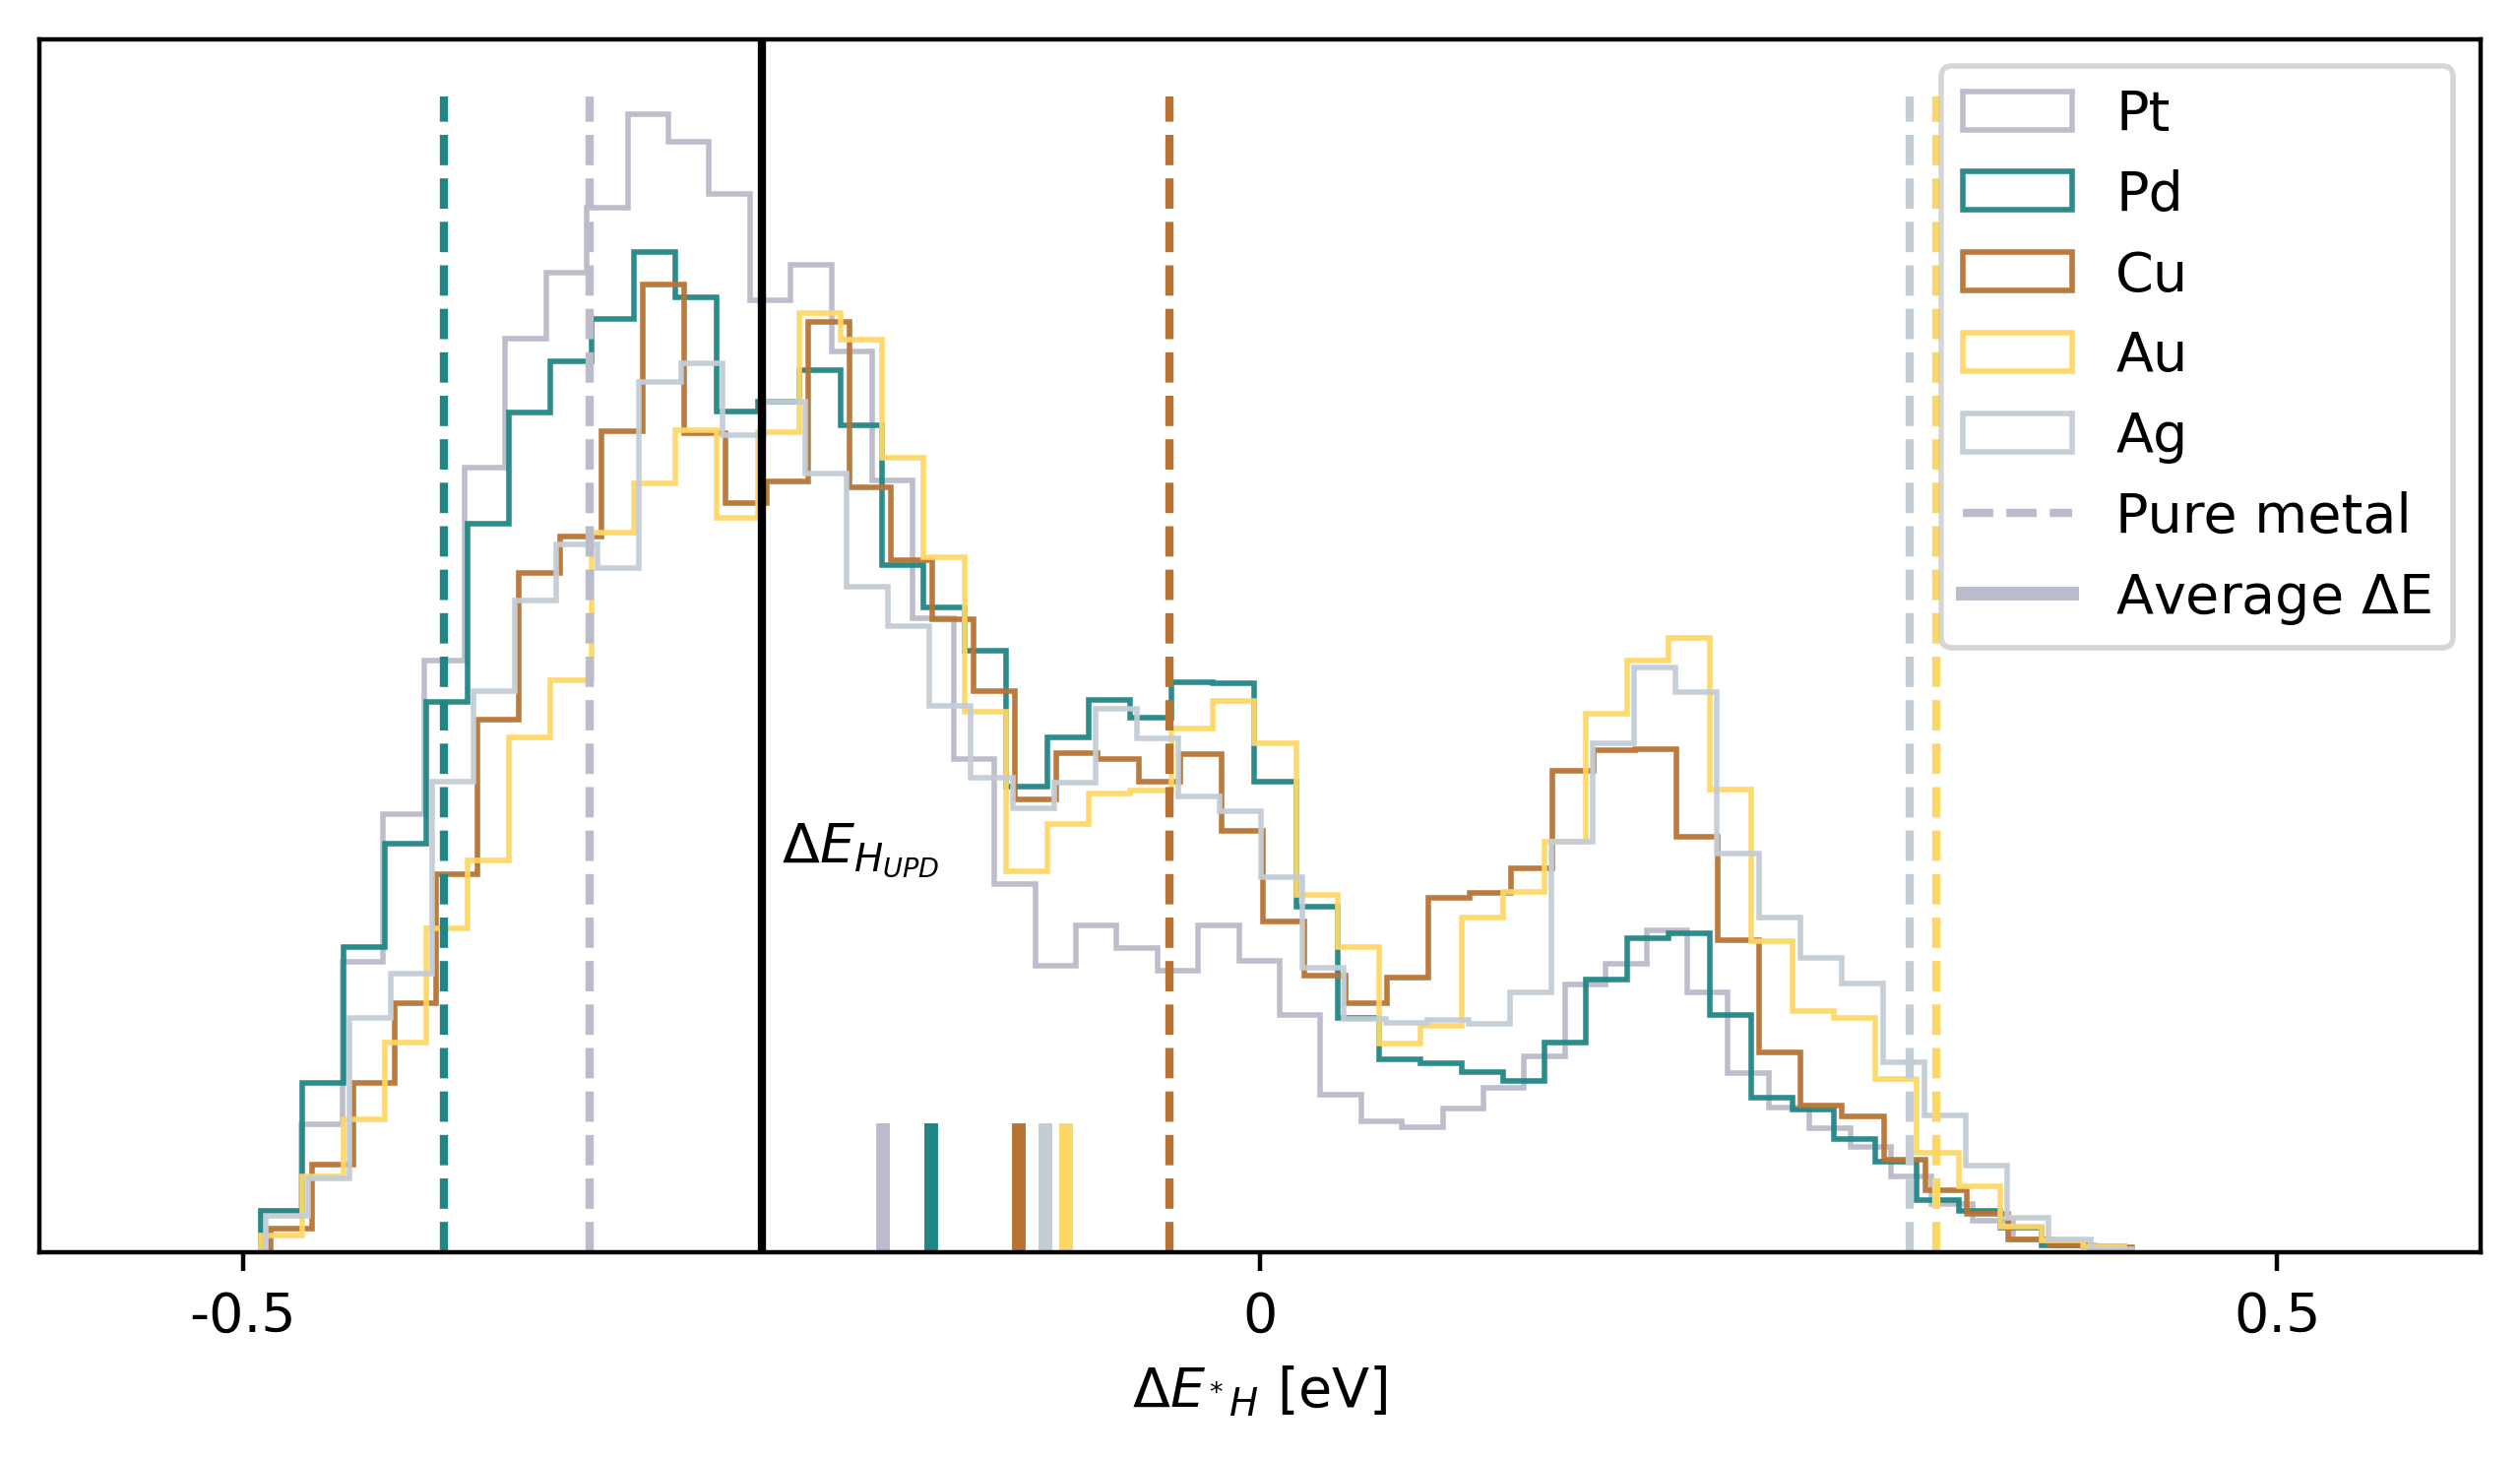 Pt
Pd
Cu
Au
Ag
Pure metal
Average ΔE
ΔE_{H_{UPD}}
-0.5
0
0.5
ΔE_{*H} [eV]